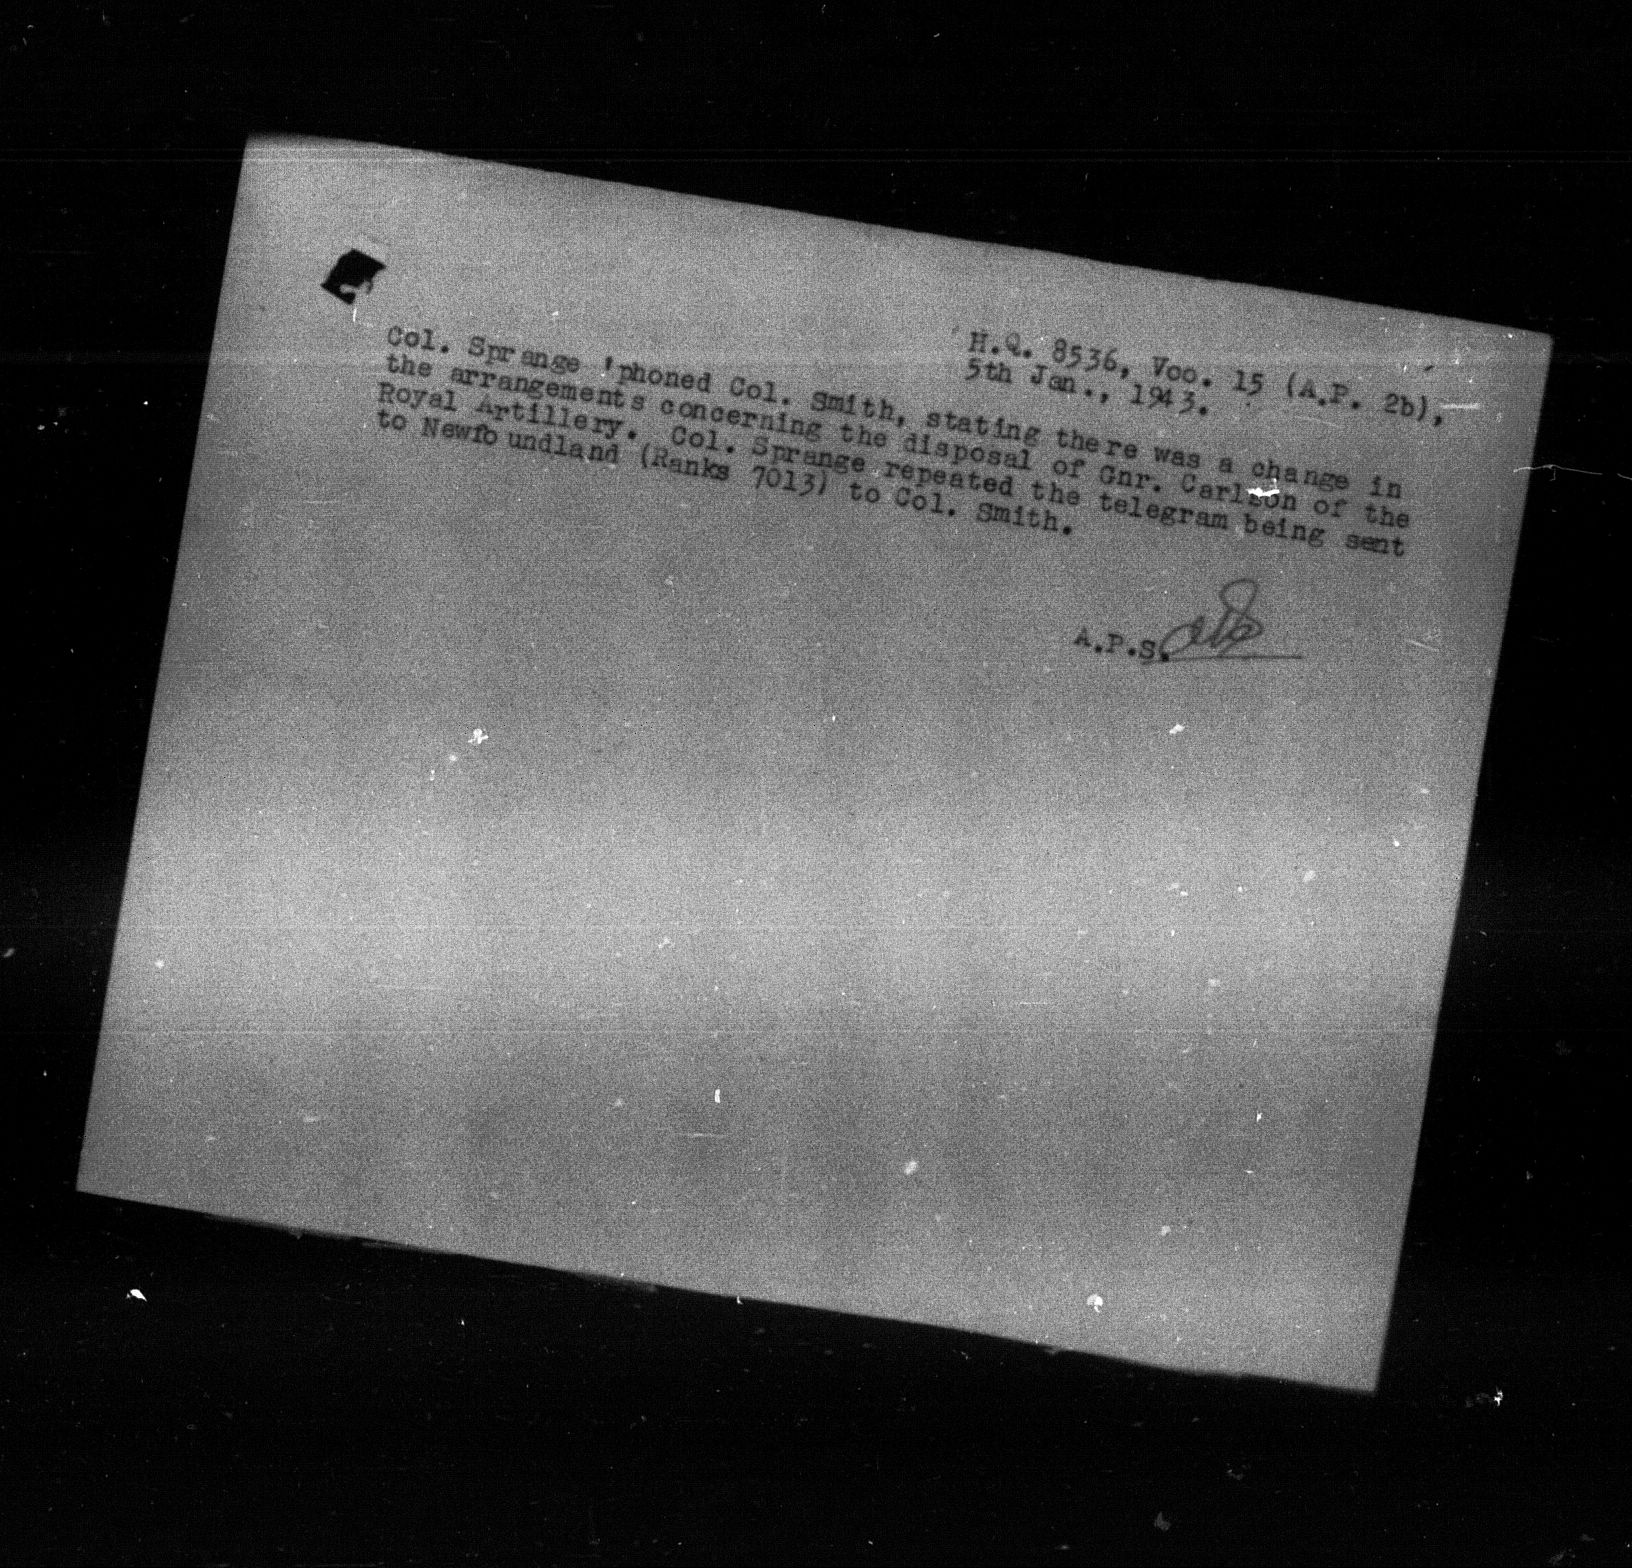 H.Q. 8536, Voo. 15 (A.P. 2b),
5th Jan., 1943.
Col. Sprange 'phoned Col. Smith, stating there was a change in
the arrangements concerning the disposal of Gnr. Carlson of the
Royal Artillery. Col. Sprange repeated the telegram being sent
to Newfoundland (Ranks 7013) to Col. Smith.
A.P.S.